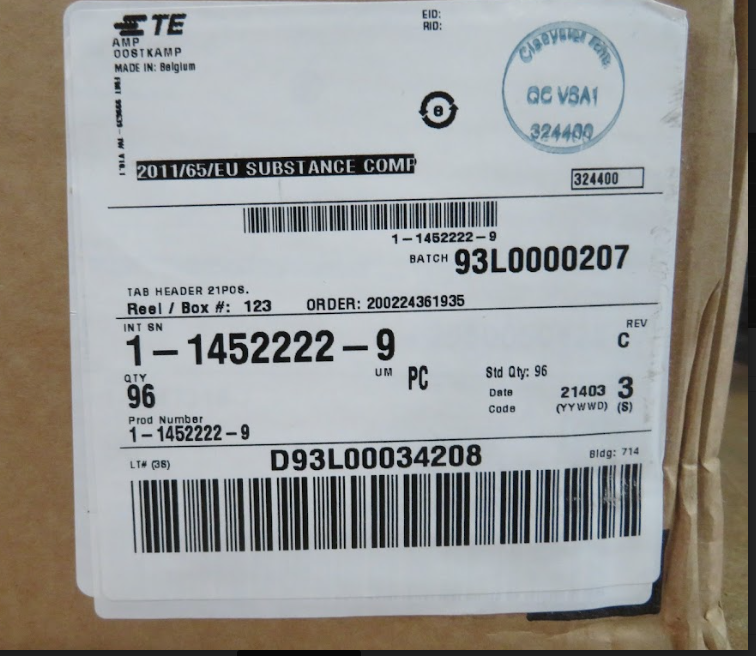 TE
EID:
RID:
AMP
OOSTKAMP
MADE IN: Belgium
QC VSA1
324400
2011/65/EU SUBSTANCE COMP
324400
1-1452222-9
BATCH 93L0000207
TAB HEADER 21POS.
Reel / Box #: 123 ORDER: 200224361935
INT SN
REV
1-1452222-9
C
QTY
UM
PC
Std Qty: 96
96
Date 21403 3
Code (YYWWD) (S)
Prod Number
1-1452222-9
LT# (3S)
D93L00034208
Bldg: 714